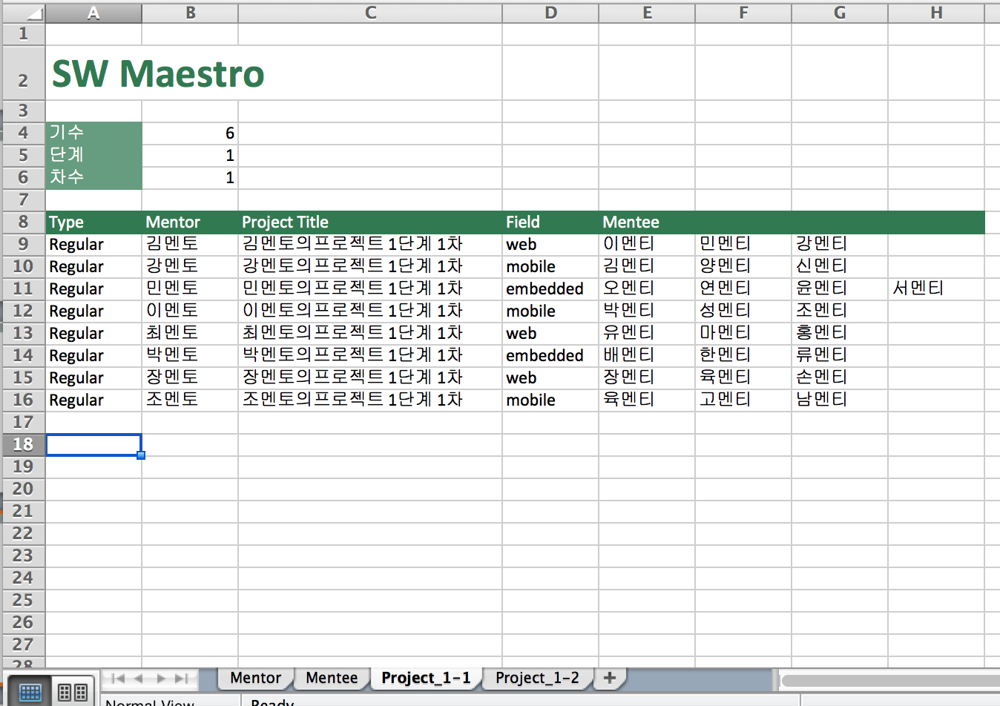 A B C D E F G H
1
2 SW Maestro
3
4 기수 6
5 단계 1
6 차수 1
7
8 Type Mentor Project Title Field Mentee
9 Regular 김멘토 김멘토의프로젝트 1단계 1차 web 이멘티 민멘티 강멘티
10 Regular 강멘토 강멘토의프로젝트 1단계 1차 mobile 김멘티 양멘티 신멘티
11 Regular 민멘토 민멘토의프로젝트 1단계 1차 embedded 오멘티 연멘티 윤멘티 서멘티
12 Regular 이멘토 이멘토의프로젝트 1단계 1차 mobile 박멘티 성멘티 조멘티
13 Regular 최멘토 최멘토의프로젝트 1단계 1차 web 유멘티 마멘티 홍멘티
14 Regular 박멘토 박멘토의프로젝트 1단계 1차 embedded 배멘티 한멘티 류멘티
15 Regular 장멘토 장멘토의프로젝트 1단계 1차 web 장멘티 육멘티 손멘티
16 Regular 조멘토 조멘토의프로젝트 1단계 1차 mobile 육멘티 고멘티 남멘티
17
18
19
20
21
22
23
24
25
26
27
28
Mentor Mentee Project_1-1 Project_1-2 +
Normal View Ready